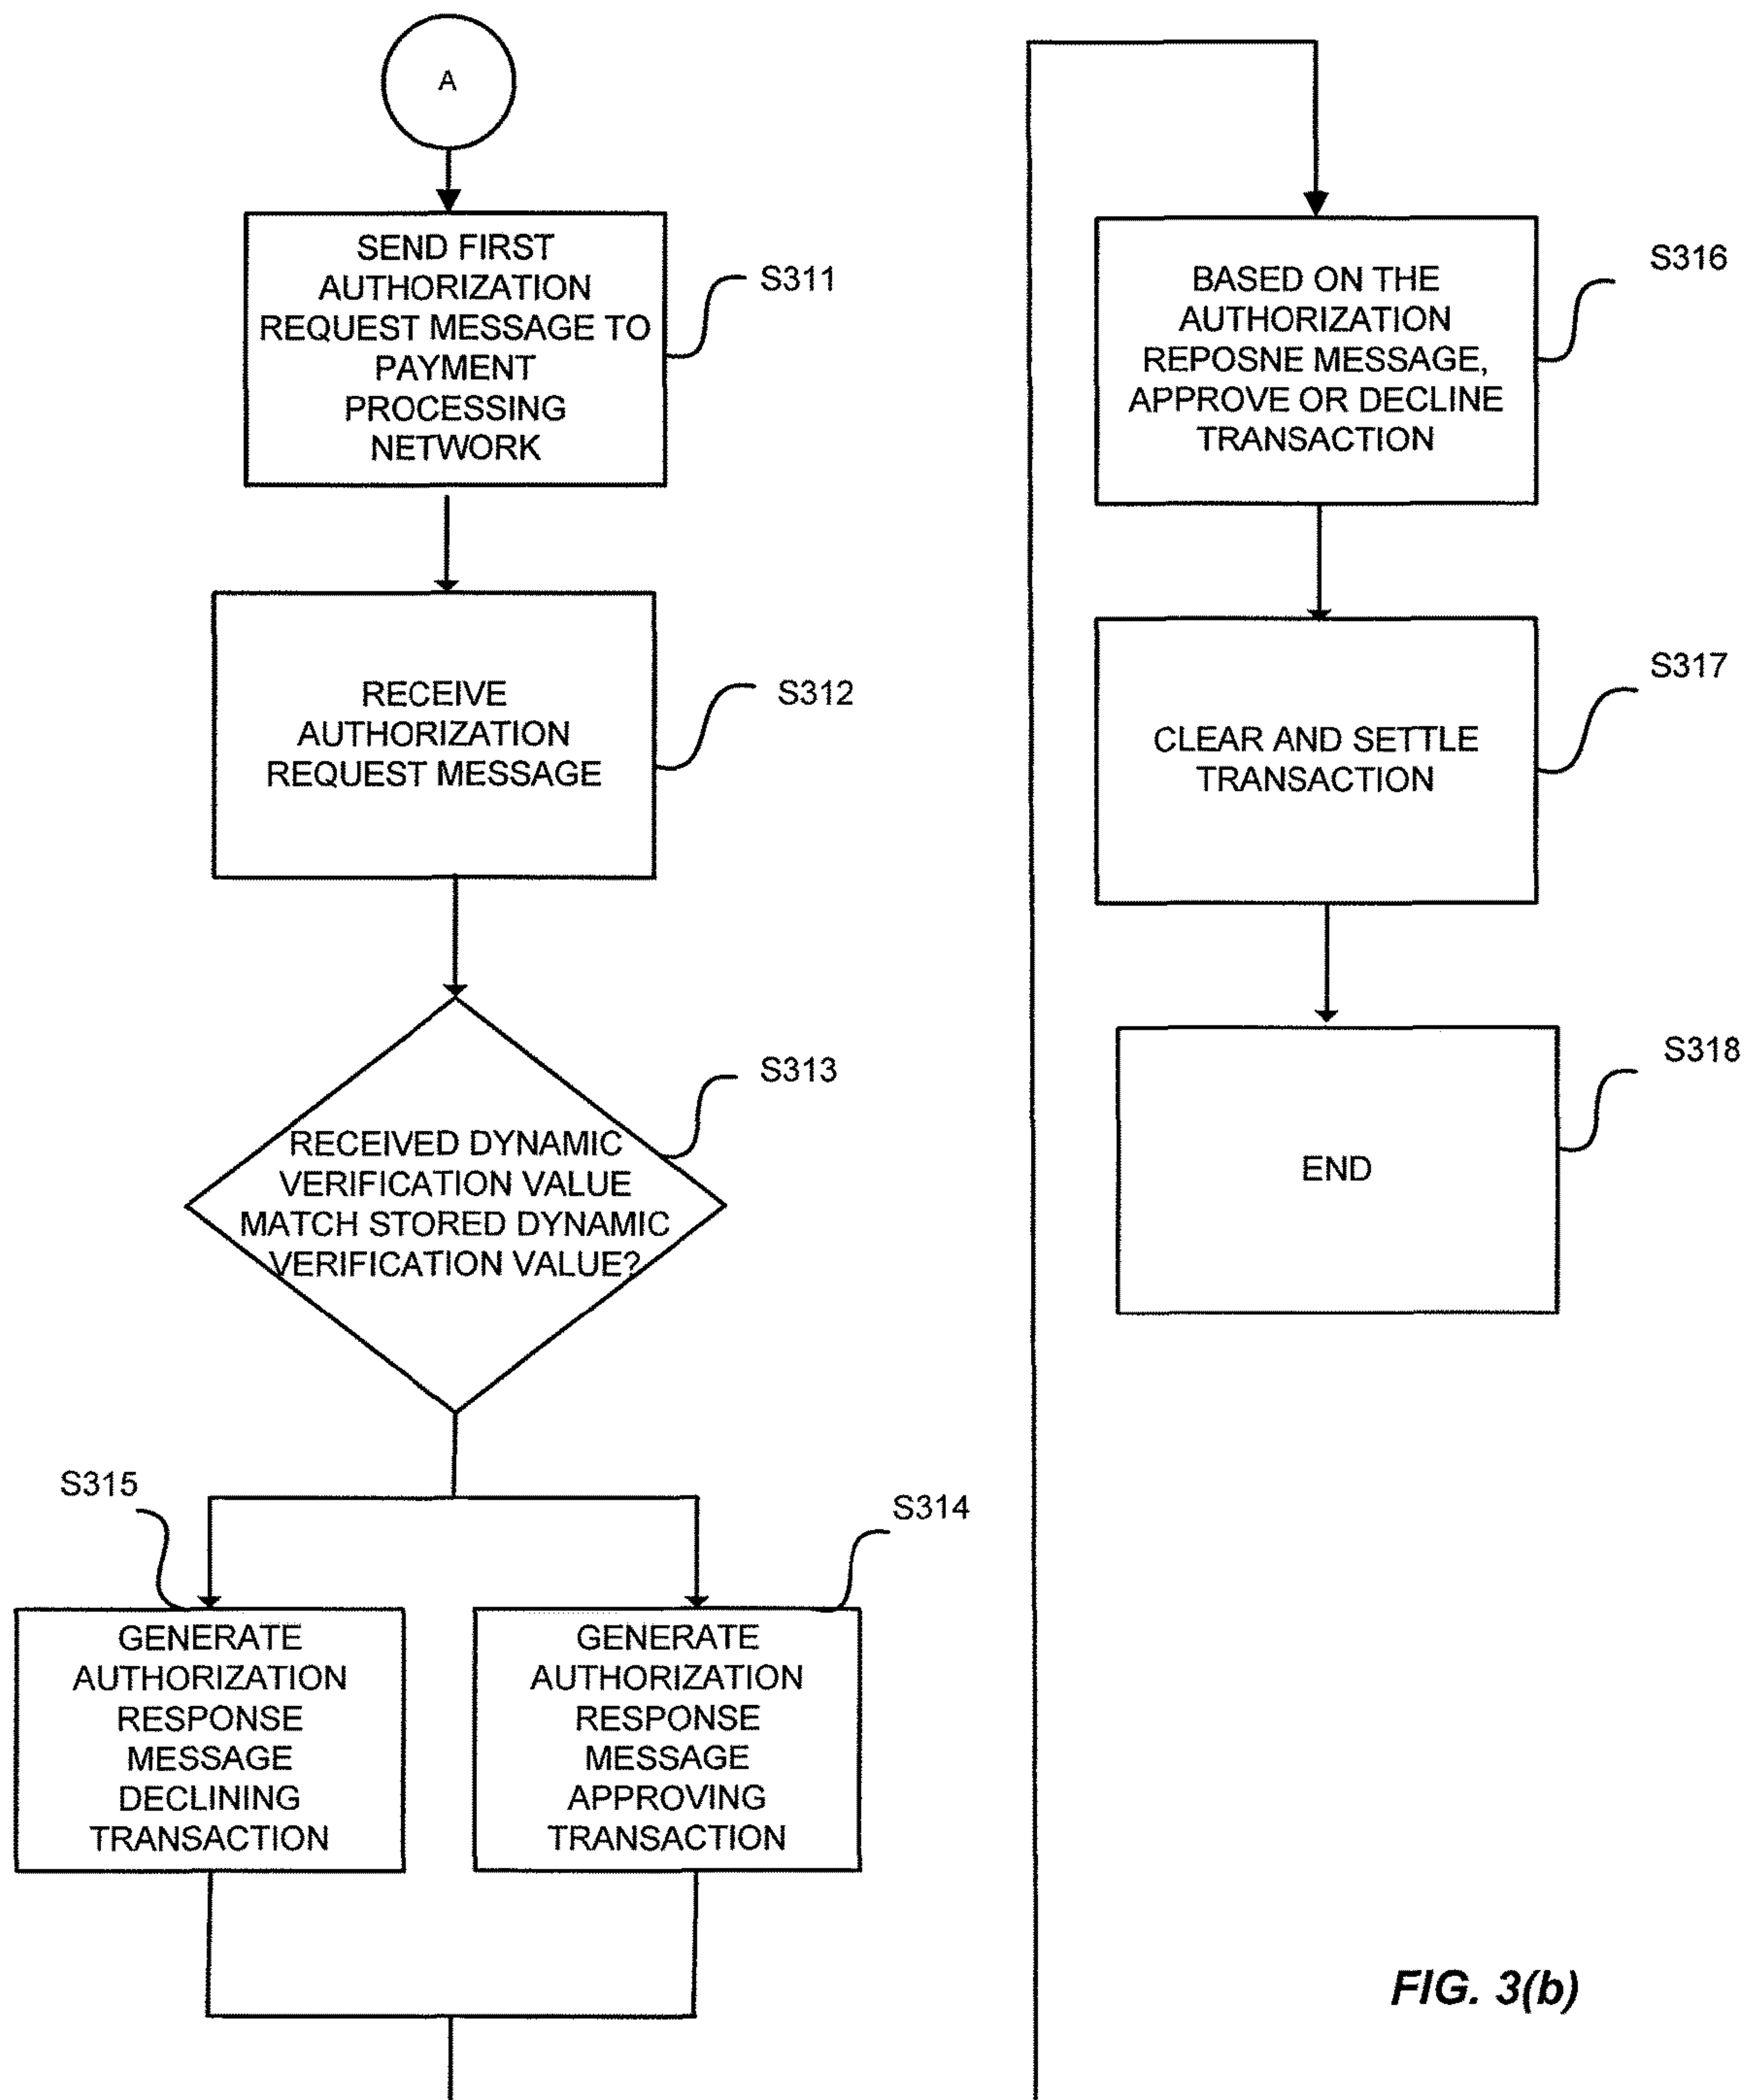 A
SEND FIRST
AUTHORIZATION
REQUEST MESSAGE TO
PAYMENT
PROCESSING
NETWORK
S311
RECEIVE
AUTHORIZATION
REQUEST MESSAGE
S312
S313
RECEIVED DYNAMIC
VERIFICATION VALUE
MATCH STORED DYNAMIC
VERIFICATION VALUE?
S315
GENERATE
AUTHORIZATION
RESPONSE
MESSAGE
DECLINING
TRANSACTION
S314
GENERATE
AUTHORIZATION
RESPONSE
MESSAGE
APPROVING
TRANSACTION
S316
BASED ON THE
AUTHORIZATION
REPOSNE MESSAGE,
APPROVE OR DECLINE
TRANSACTION
S317
CLEAR AND SETTLE
TRANSACTION
S318
END
FIG. 3(b)